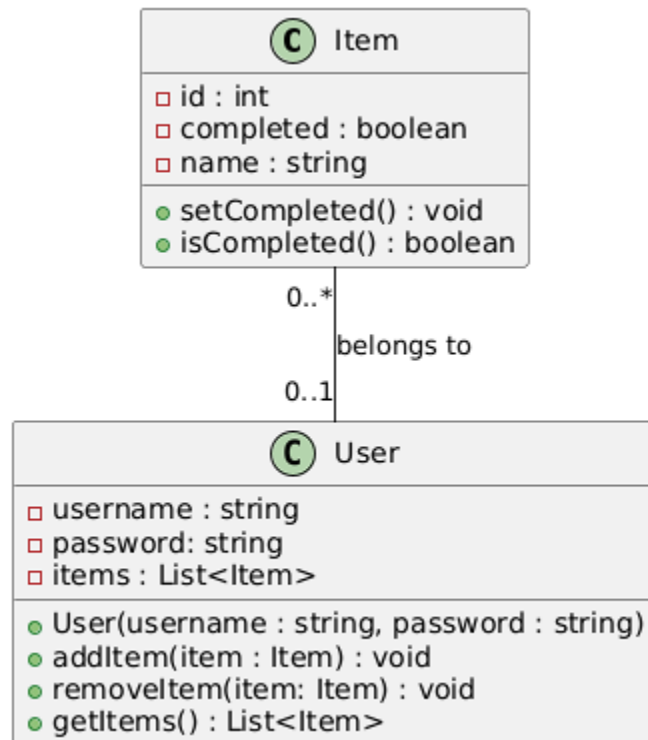 C Item
id : int
completed : boolean
name : string
setCompleted() : void
isCompleted() : boolean
0..*
belongs to
0..1
C User
username : string
password: string
items : List<Item>
User(username : string, password : string)
addItem(item : Item) : void
removeItem(item: Item) : void
getItems() : List<Item>